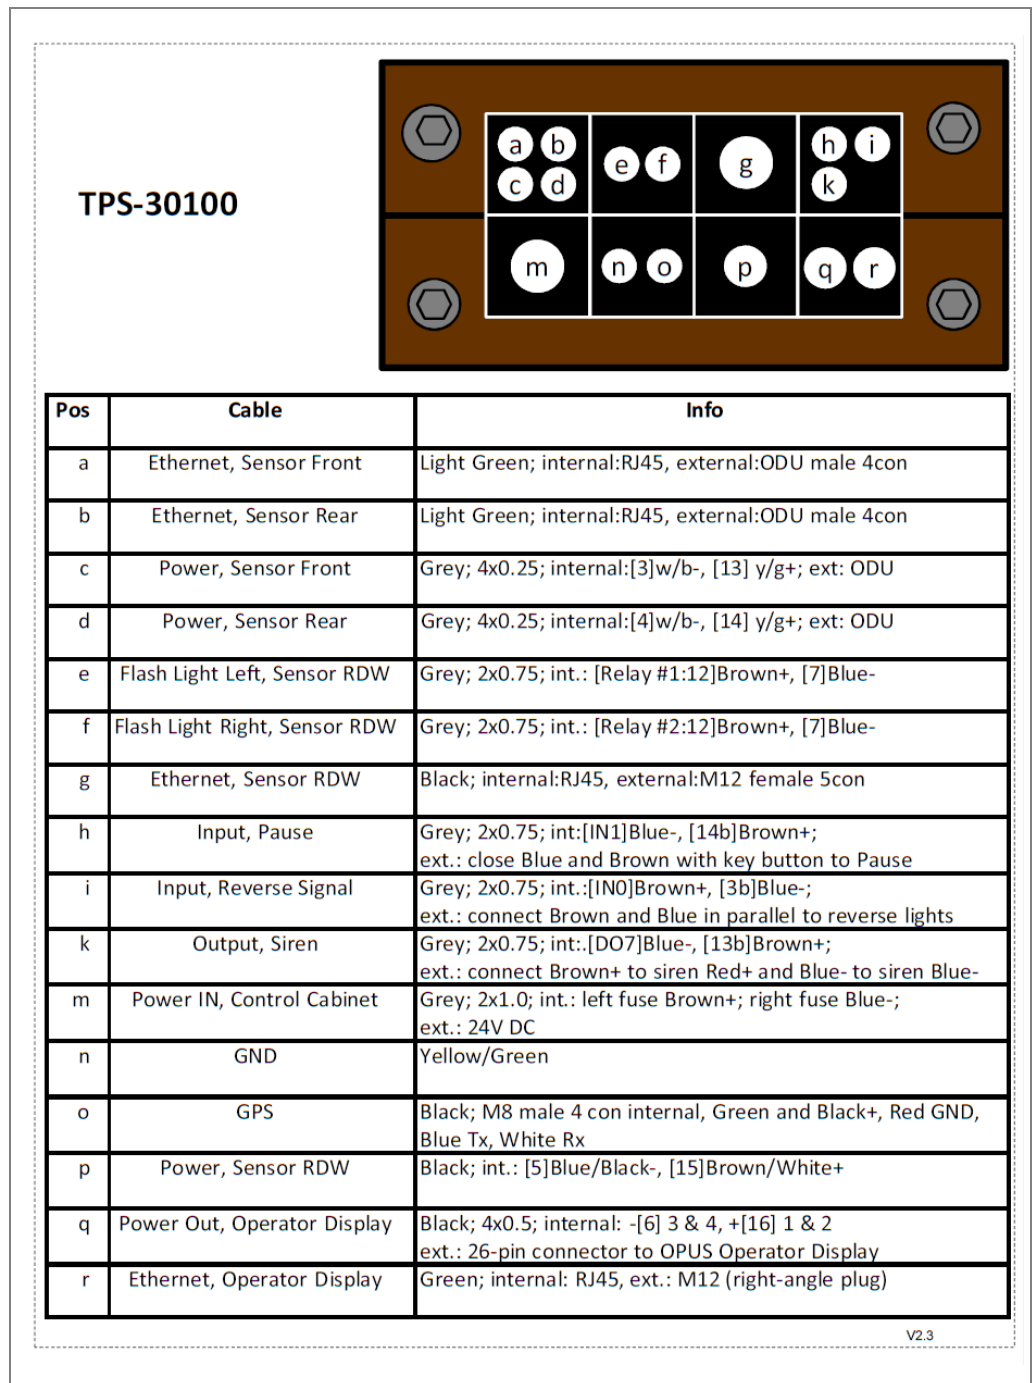 TPS-30100
a b
c d
e f
g
h i
k
m
n o
p
q r
Pos Cable Info
a Ethernet, Sensor Front Light Green; internal:RJ45, external:ODU male 4con
b Ethernet, Sensor Rear Light Green; internal:RJ45, external:ODU male 4con
c Power, Sensor Front Grey; 4x0.25; internal:[3]w/b-, [13] y/g+; ext: ODU
d Power, Sensor Rear Grey; 4x0.25; internal:[4]w/b-, [14] y/g+; ext: ODU
e Flash Light Left, Sensor RDW Grey; 2x0.75; int.: [Relay #1:12]Brown+, [7]Blue-
f Flash Light Right, Sensor RDW Grey; 2x0.75; int.: [Relay #2:12]Brown+, [7]Blue-
g Ethernet, Sensor RDW Black; internal:RJ45, external:M12 female 5con
h Input, Pause Grey; 2x0.75; int:[IN1]Blue-, [14b]Brown+;
ext.: close Blue and Brown with key button to Pause
i Input, Reverse Signal Grey; 2x0.75; int.:[IN0]Brown+, [3b]Blue-;
ext.: connect Brown and Blue in parallel to reverse lights
k Output, Siren Grey; 2x0.75; int:.[DO7]Blue-, [13b]Brown+;
ext.: connect Brown+ to siren Red+ and Blue- to siren Blue-
m Power IN, Control Cabinet Grey; 2x1.0; int.: left fuse Brown+; right fuse Blue-;
ext.: 24V DC
n GND Yellow/Green
o GPS Black; M8 male 4 con internal, Green and Black+, Red GND,
Blue Tx, White Rx
p Power, Sensor RDW Black; int.: [5]Blue/Black-, [15]Brown/White+
q Power Out, Operator Display Black; 4x0.5; internal: -[6] 3 & 4, +[16] 1 & 2
ext.: 26-pin connector to OPUS Operator Display
r Ethernet, Operator Display Green; internal: RJ45, ext.: M12 (right-angle plug)
V2.3